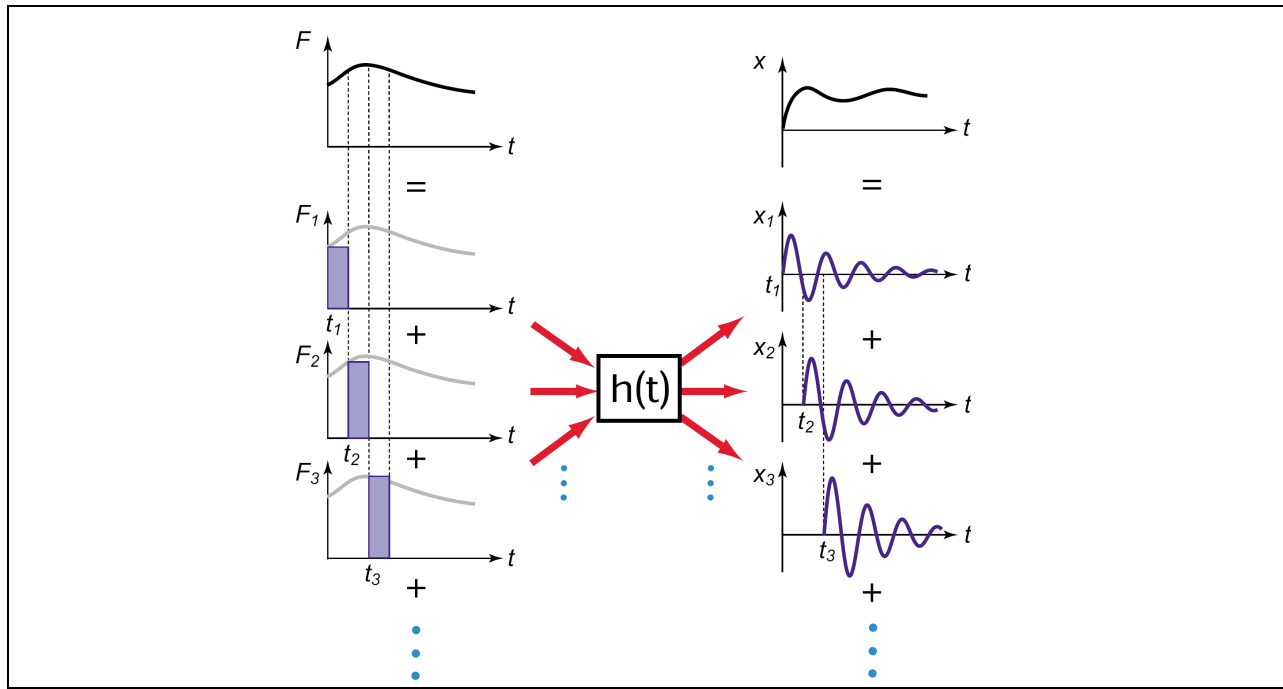 F
t
=
F1
t
t1
+
F2
t
t2
+
F3
t
t3
+
h(t)
x
t
=
x1
t
t1
+
x2
t
t2
+
x3
t
t3
+